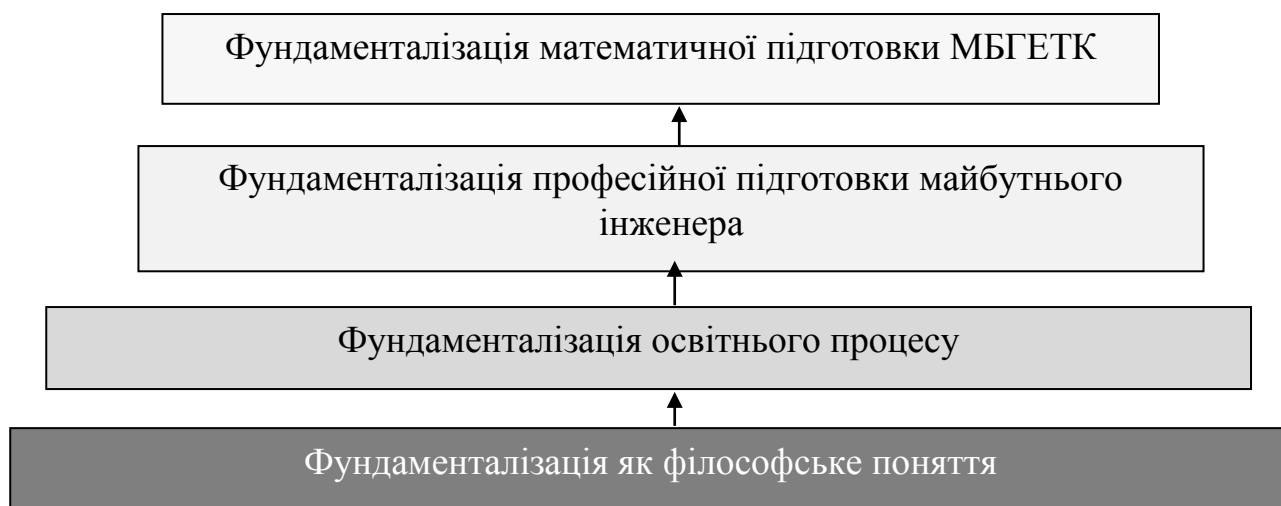 Фундаменталізація математичної підготовки МБГЕТК
Фундаменталізація професійної підготовки майбутнього
інженера
Фундаменталізація освітнього процесу
Фундаменталізація як філософське поняття